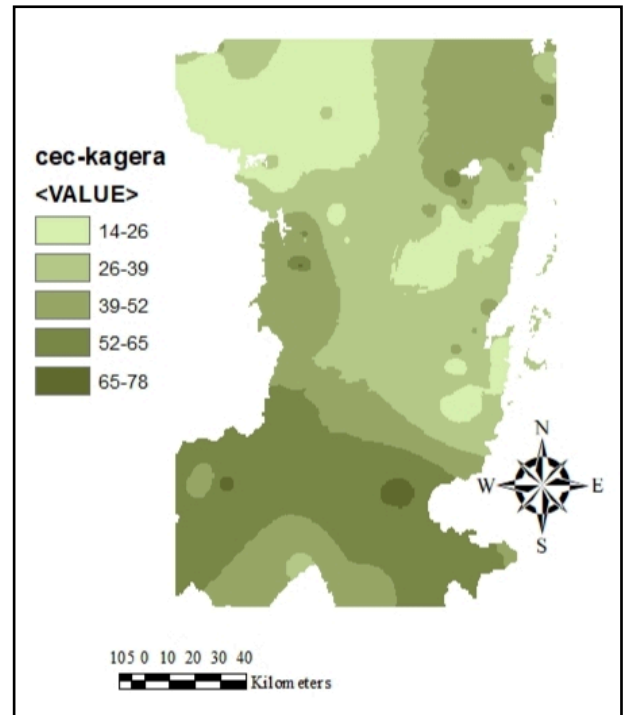 cec-kagera
<VALUE>
14-26
26-39
39-52
52-65
65-78
N
W E
S
105 0 10 20 30 40
Kilometers